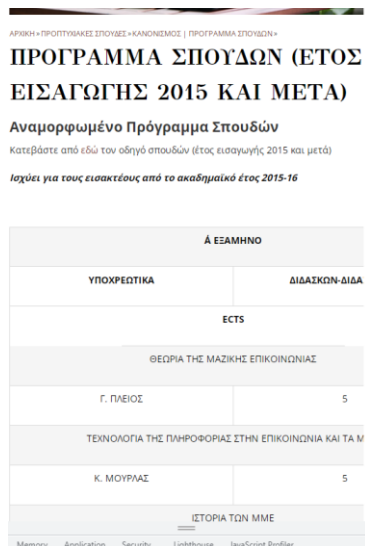 ΑΡΧΙΚΗ » ΠΡΟΠΤΥΧΙΑΚΕΣ ΣΠΟΥΔΕΣ » ΚΑΝΟΝΙΣΜΟΣ | ΠΡΟΓΡΑΜΜΑ ΣΠΟΥΔΩΝ »
ΠΡΟΓΡΑΜΜΑ ΣΠΟΥΔΩΝ (ΕΤΟΣ
ΕΙΣΑΓΩΓΗΣ 2015 ΚΑΙ ΜΕΤΑ)
Αναμορφωμένο Πρόγραμμα Σπουδών
Κατεβάστε από εδώ τον οδηγό σπουδών (έτος εισαγωγής 2015 και μετά)
Ισχύει για τους εισακτέους από το ακαδημαϊκό έτος 2015-16
Ά ΕΞΑΜΗΝΟ
ΥΠΟΧΡΕΩΤΙΚΑ ΔΙΔΑΣΚΩΝ-ΔΙΔΑ
ECTS
ΘΕΩΡΙΑ ΤΗΣ ΜΑΖΙΚΗΣ ΕΠΙΚΟΙΝΩΝΙΑΣ
Γ. ΠΛΕΙΟΣ 5
ΤΕΧΝΟΛΟΓΙΑ ΤΗΣ ΠΛΗΡΟΦΟΡΙΑΣ ΣΤΗΝ ΕΠΙΚΟΙΝΩΝΙΑ ΚΑΙ ΤΑ Μ
Κ. ΜΟΥΡΛΑΣ 5
ΙΣΤΟΡΙΑ ΤΩΝ ΜΜΕ
Memory Application Security Lighthouse JavaScript Profiler